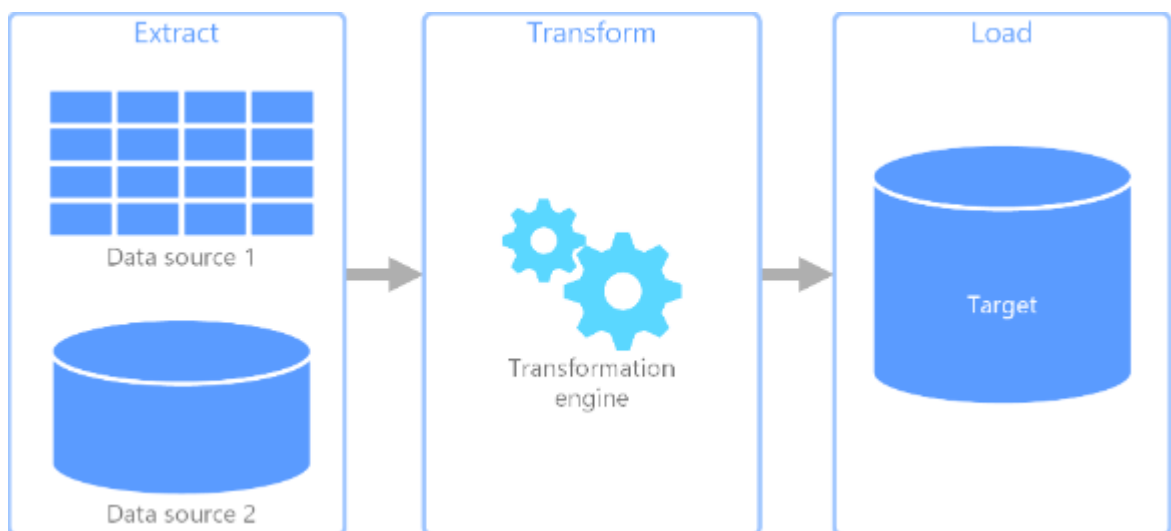 Extract
Data source 1
Data source 2
Transform
Transformation
engine
Load
Target